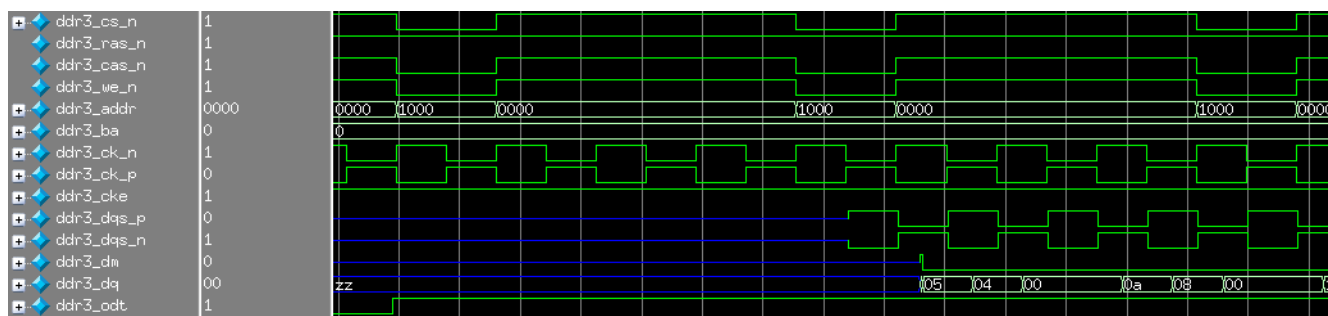 ddr3_cs_n 1
ddr3_ras_n 1
ddr3_cas_n 1
ddr3_we_n 1
ddr3_addr 0000 0000 1000 0000 1000 0000 1000 0000
ddr3_ba 0 0
ddr3_ck_n 1
ddr3_ck_p 0
ddr3_cke 1
ddr3_dqs_p 0
ddr3_dqs_n 1
ddr3_dm 0
ddr3_dq 00 zz 05 04 00 0a 08 00
ddr3_odt 1